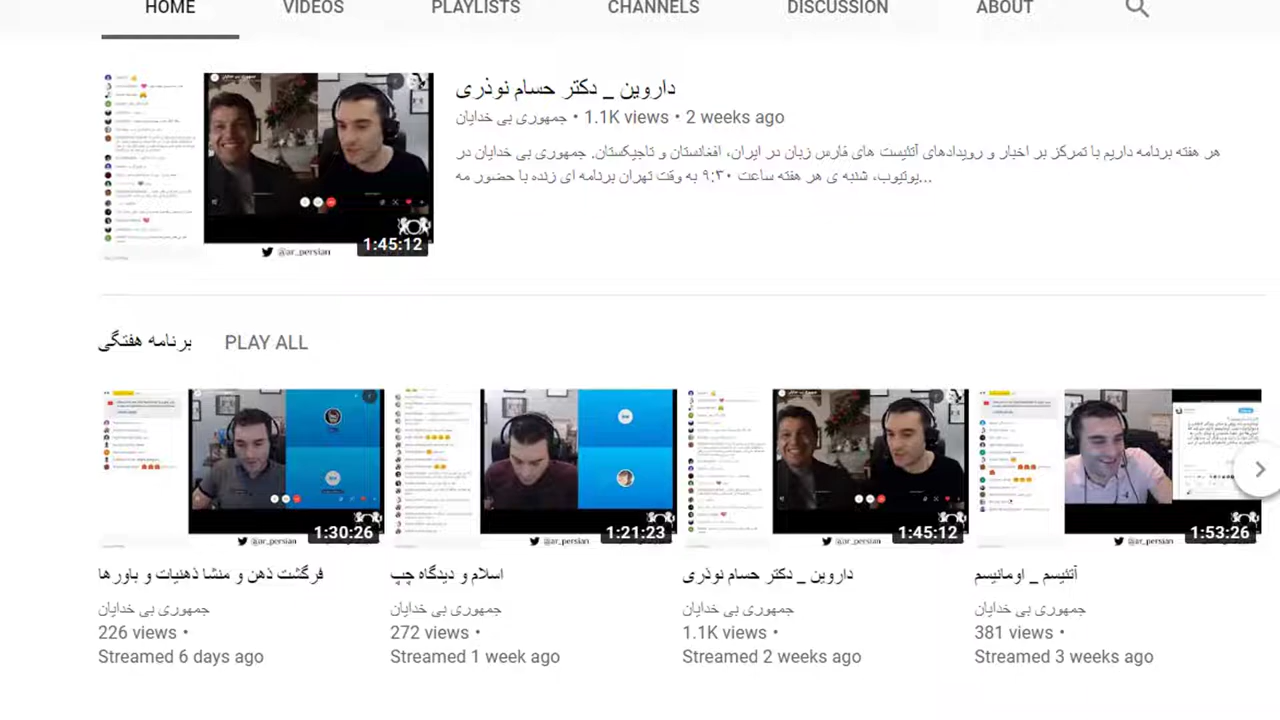 HOME VIDEOS PLAYLISTS CHANNELS DISCUSSION ABOUT
داروین _ دکتر حسام نوذری
جمهوری بی خدایان • 1.1K views • 2 weeks ago
هر هفته برنامه داریم با تمرکز بر اخبار و رویدادهای آتئیست های فارس زبان در ایران، افغانستان و تاجیکستان. جمهوری بی خدایان در
یوتیوب، شنبه ی هر هفته ساعت ۹:۳۰ به وقت تهران برنامه ای زنده با حضور مه...
1:45:12
@ar_persian
برنامه هفتگی PLAY ALL
1:30:26
@ar_persian
1:21:23
@ar_persian
1:45:12
@ar_persian
1:53:26
@ar_persian
فرگشت ذهن و منشا ذهنیات و باورها
جمهوری بی خدایان
226 views •
Streamed 6 days ago
اسلام و دیدگاه چپ
جمهوری بی خدایان
272 views •
Streamed 1 week ago
داروین _ دکتر حسام نوذری
جمهوری بی خدایان
1.1K views •
Streamed 2 weeks ago
آتئیسم _ اومانیسم
جمهوری بی خدایان
381 views •
Streamed 3 weeks ago